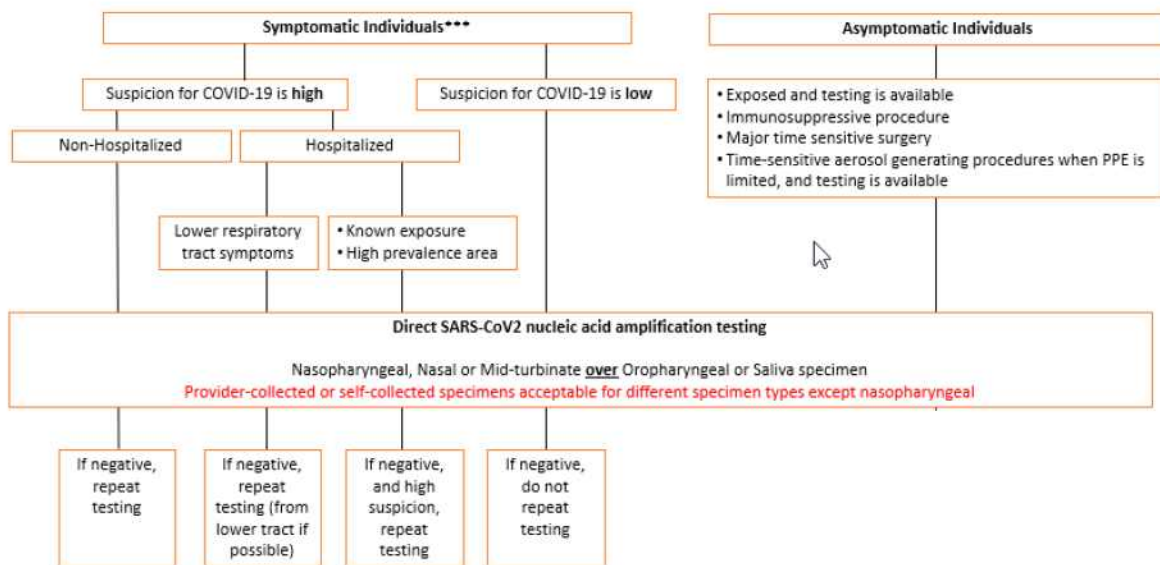 Symptomatic Individuals***
Asymptomatic Individuals
Suspicion for COVID-19 is high
Suspicion for COVID-19 is low
• Exposed and testing is available
• Immunosuppressive procedure
• Major time sensitive surgery
• Time-sensitive aerosol generating procedures when PPE is
limited, and testing is available
Non-Hospitalized
Hospitalized
Lower respiratory
tract symptoms
• Known exposure
• High prevalence area
Direct SARS-CoV2 nucleic acid amplification testing
Nasopharyngeal, Nasal or Mid-turbinate over Oropharyngeal or Saliva specimen
Provider-collected or self-collected specimens acceptable for different specimen types except nasopharyngeal
If negative,
repeat
testing
If negative,
repeat
testing (from
lower tract if
possible)
If negative,
and high
suspicion,
repeat
testing
If negative,
do not
repeat
testing